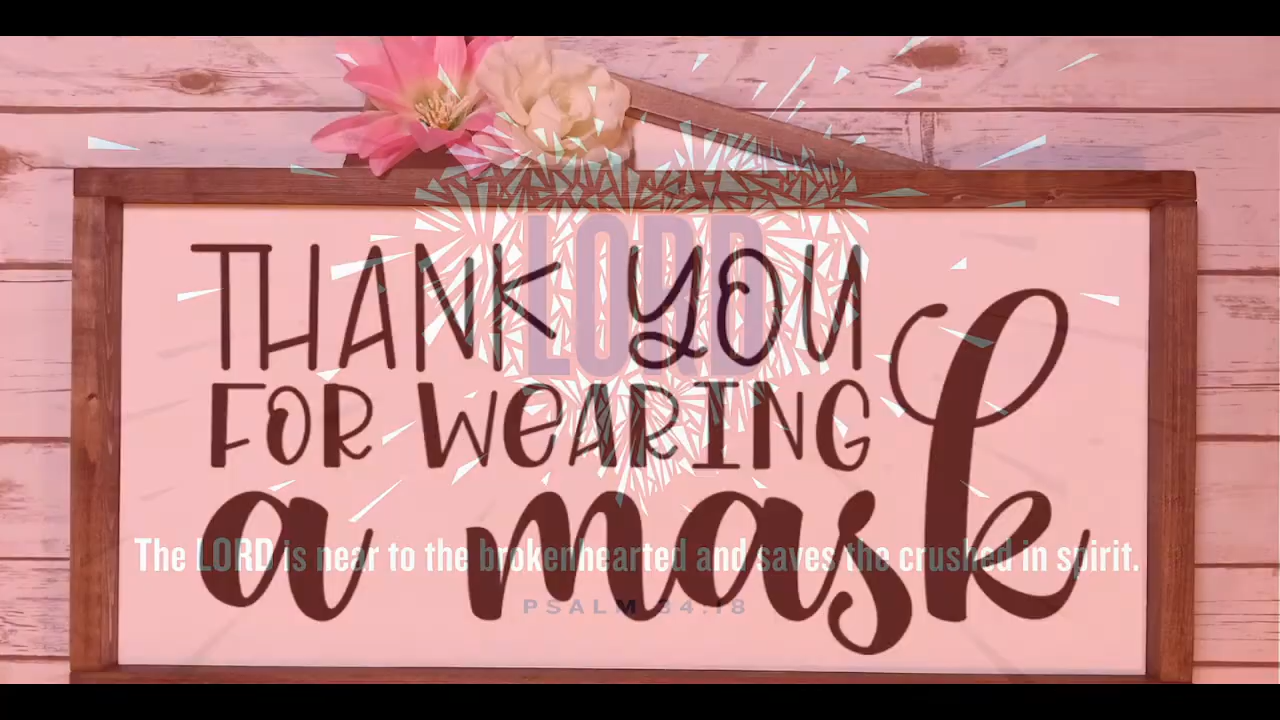 LORD
THANK YOU
FOR WEARING
a mask
The LORD is near to the brokenhearted and saves the crushed in spirit.
PSALM 34:18